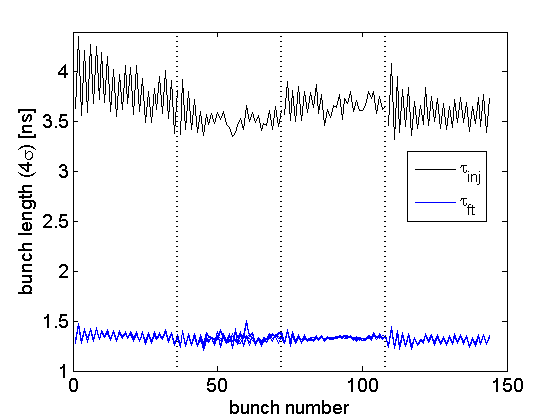 4
3.5
3
2.5
2
1.5
1
0
50
100
150
bunch length (4σ) [ns]
bunch number
τinj
τft